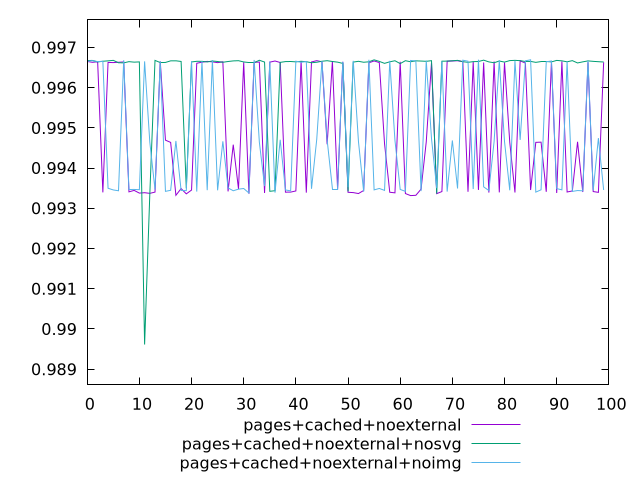 0.997
0.996
0.995
0.994
0.993
0.992
0.991
0.99
0.989
0 10 20 30 40 50 60 70 80 90 100
pages+cached+noexternal
pages+cached+noexternal+nosvg
pages+cached+noexternal+noimg